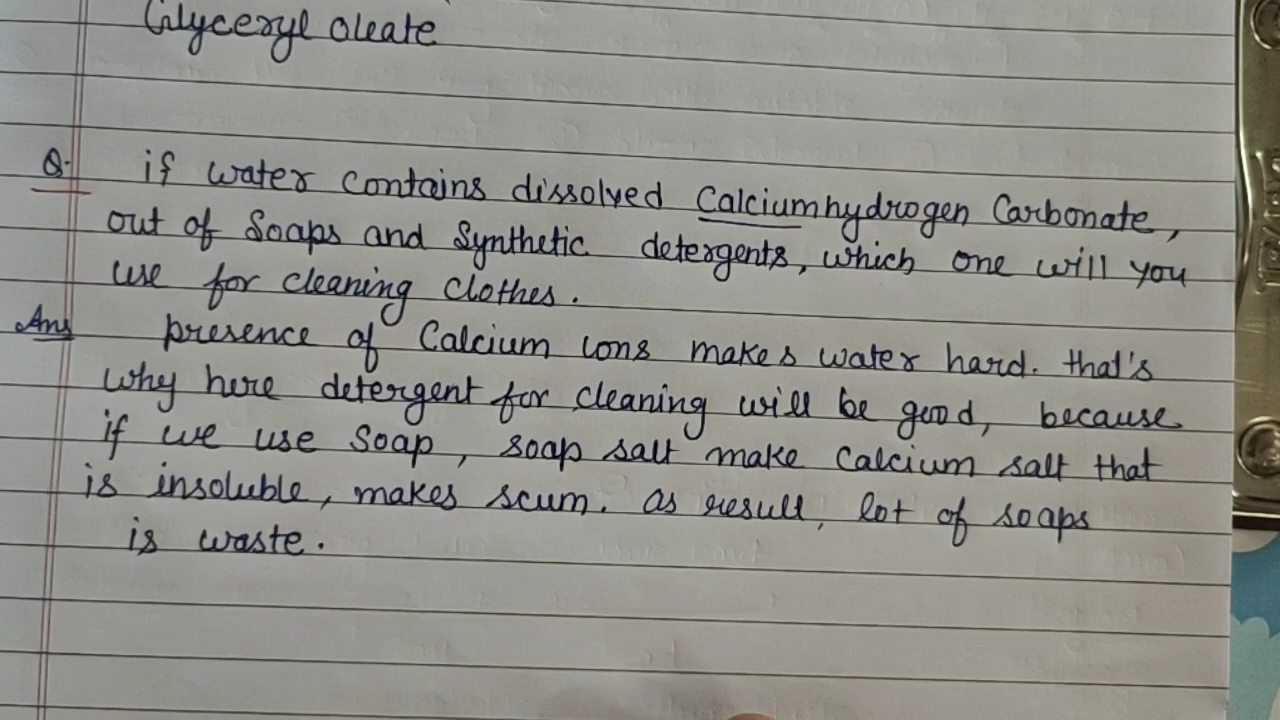 Glyceryl oleate
Q. if water contains dissolved Calciumhydrogen Carbonate,
out of Soaps and Synthetic detergents, which one will you
use for cleaning clothes.
Ans presence of Calcium ions makes water hard. that's
why here detergent for cleaning will be good, because
if we use soap, soap salt make calcium salt that
is insoluble, makes scum. as result, lot of soaps
is waste.